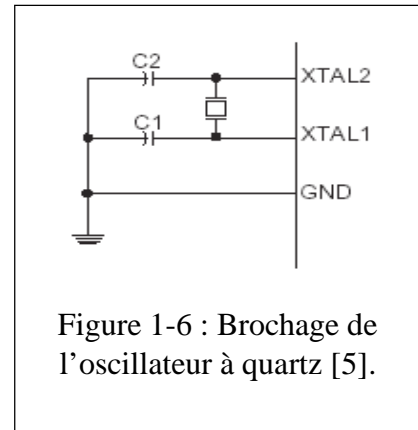 C2
XTAL2
C1
XTAL1
GND
Figure 1-6 : Brochage de
l’oscillateur à quartz [5].